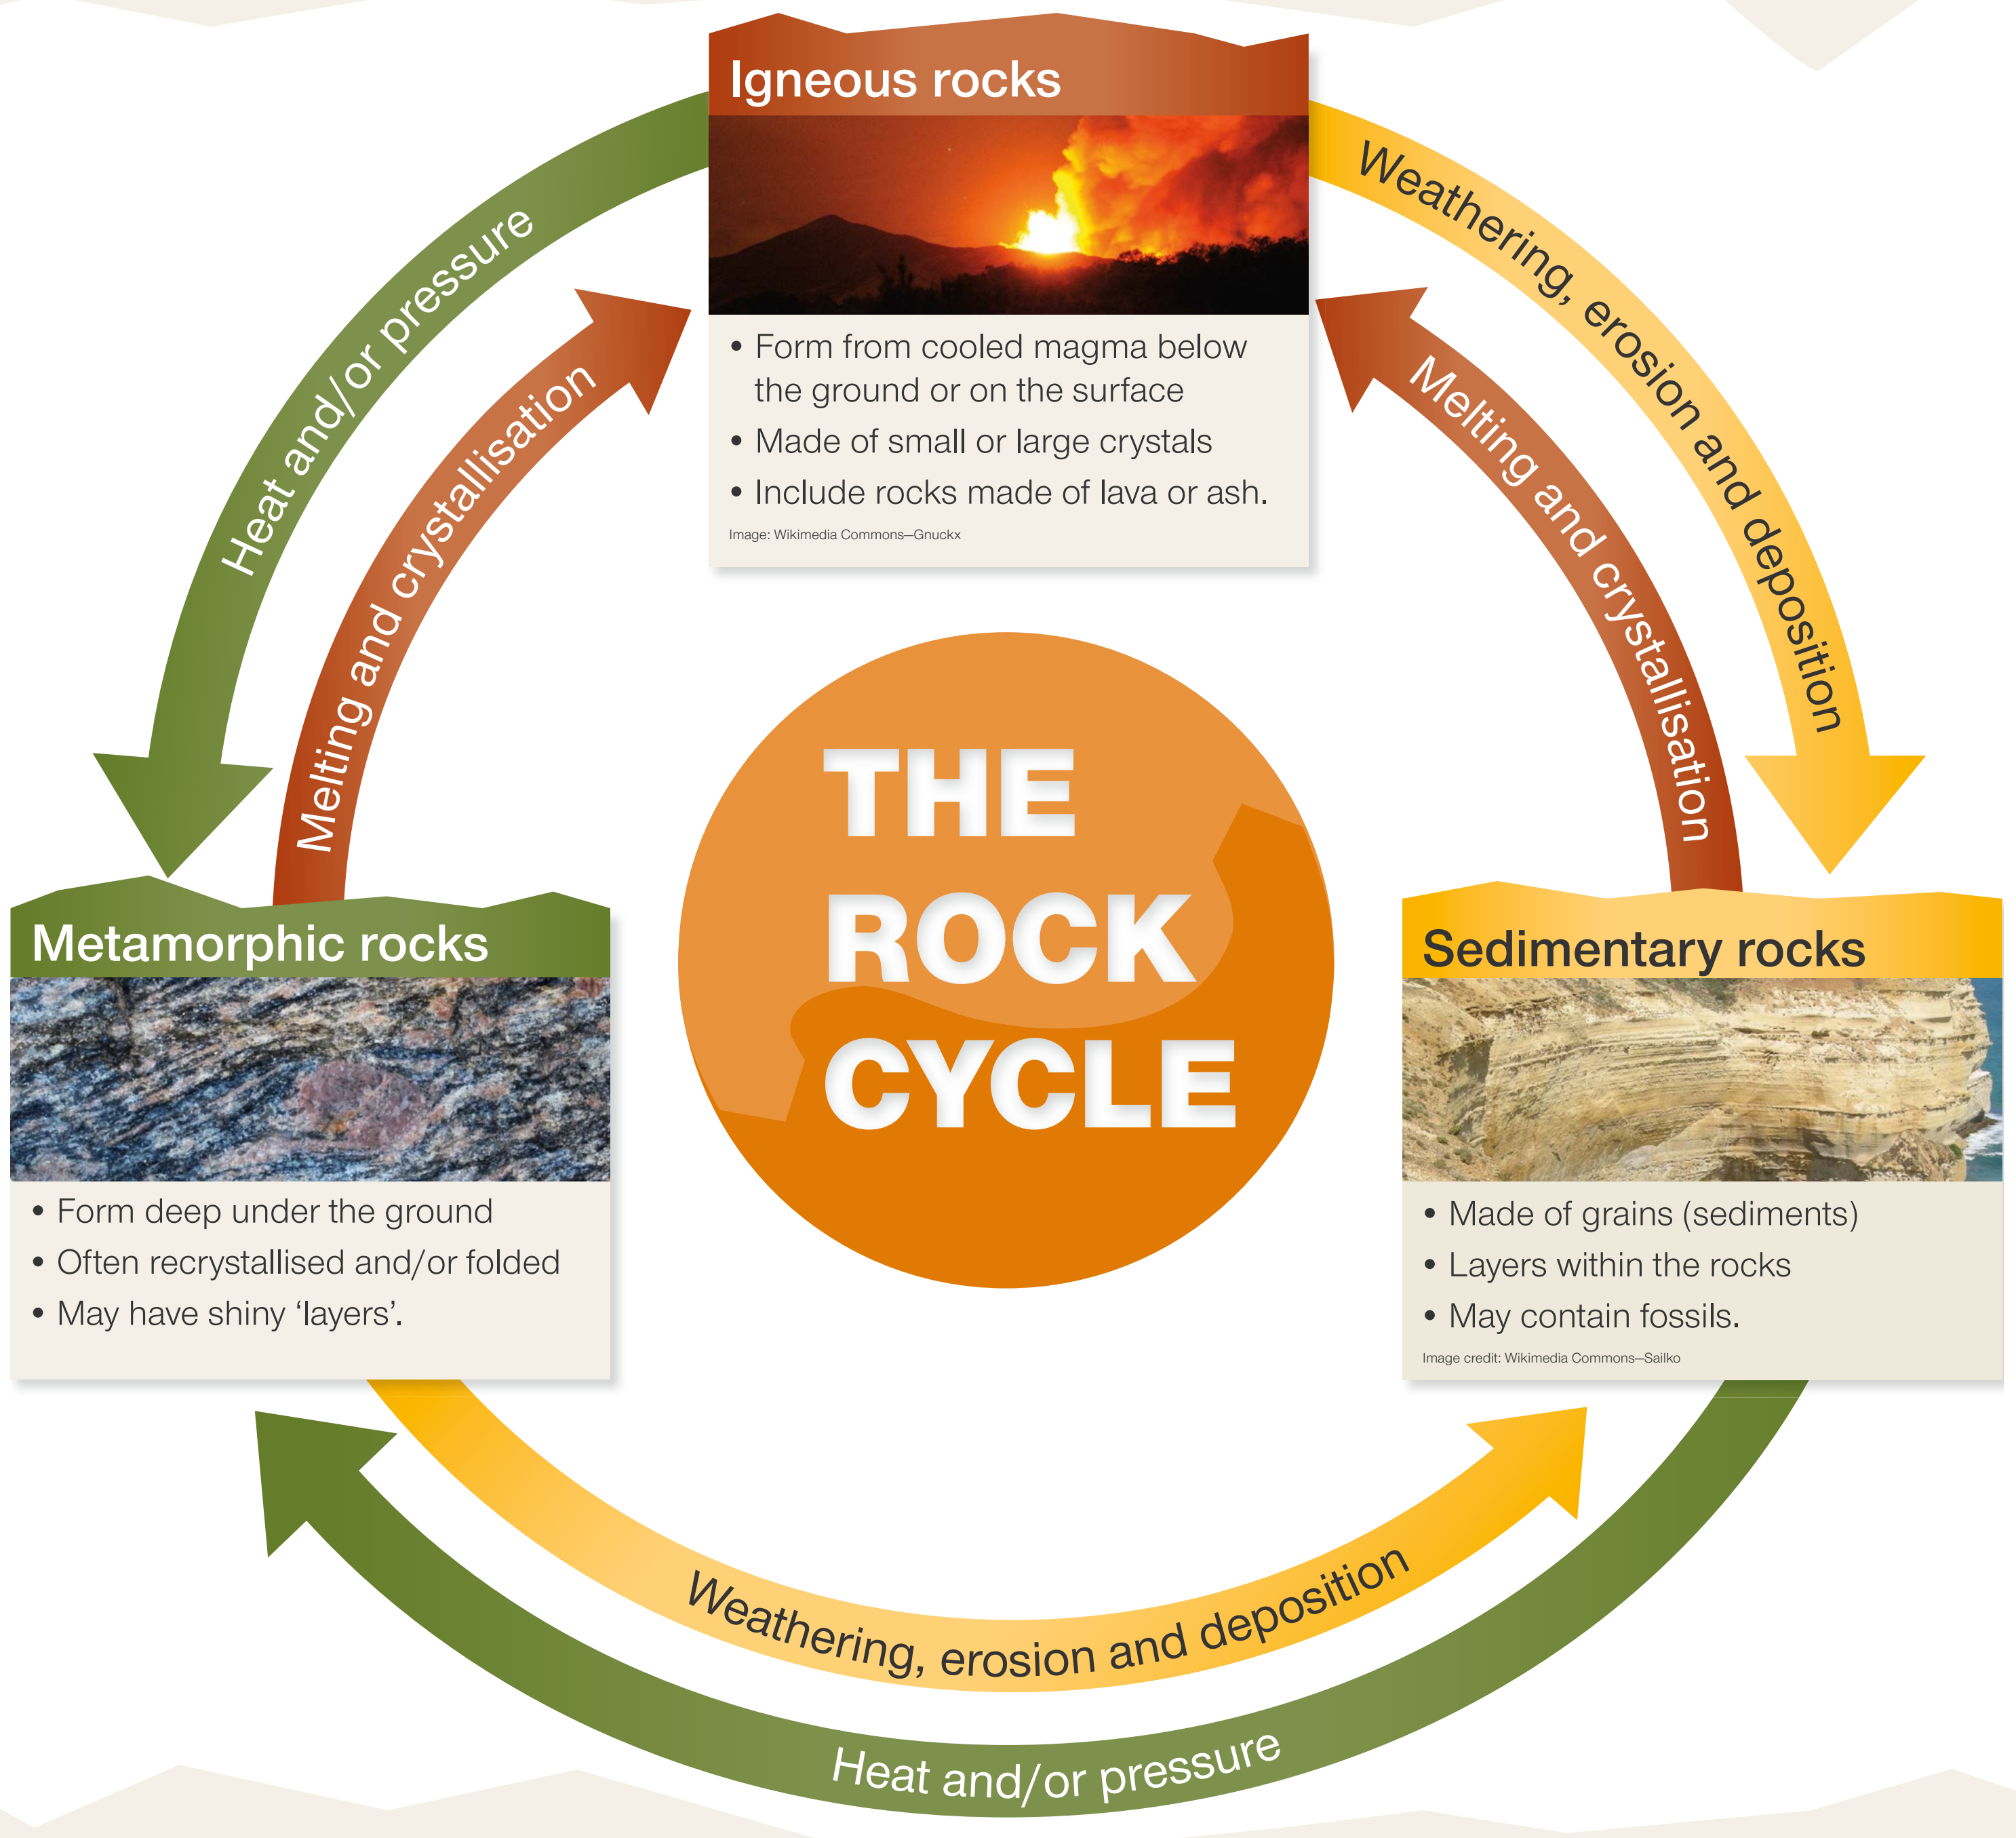 Igneous rocks
• Form from cooled magma below
the ground or on the surface
• Made of small or large crystals
• Include rocks made of lava or ash.
Image: Wikimedia Commons—Gnuckx
Heat and/or pressure
Melting and crystallisation
Weathering, erosion and deposition
Melting and crystallisation
THE
ROCK
CYCLE
Metamorphic rocks
• Form deep under the ground
• Often recrystallised and/or folded
• May have shiny ‘layers’.
Sedimentary rocks
• Made of grains (sediments)
• Layers within the rocks
• May contain fossils.
Image credit: Wikimedia Commons—Sailko
Weathering, erosion and deposition
Heat and/or pressure